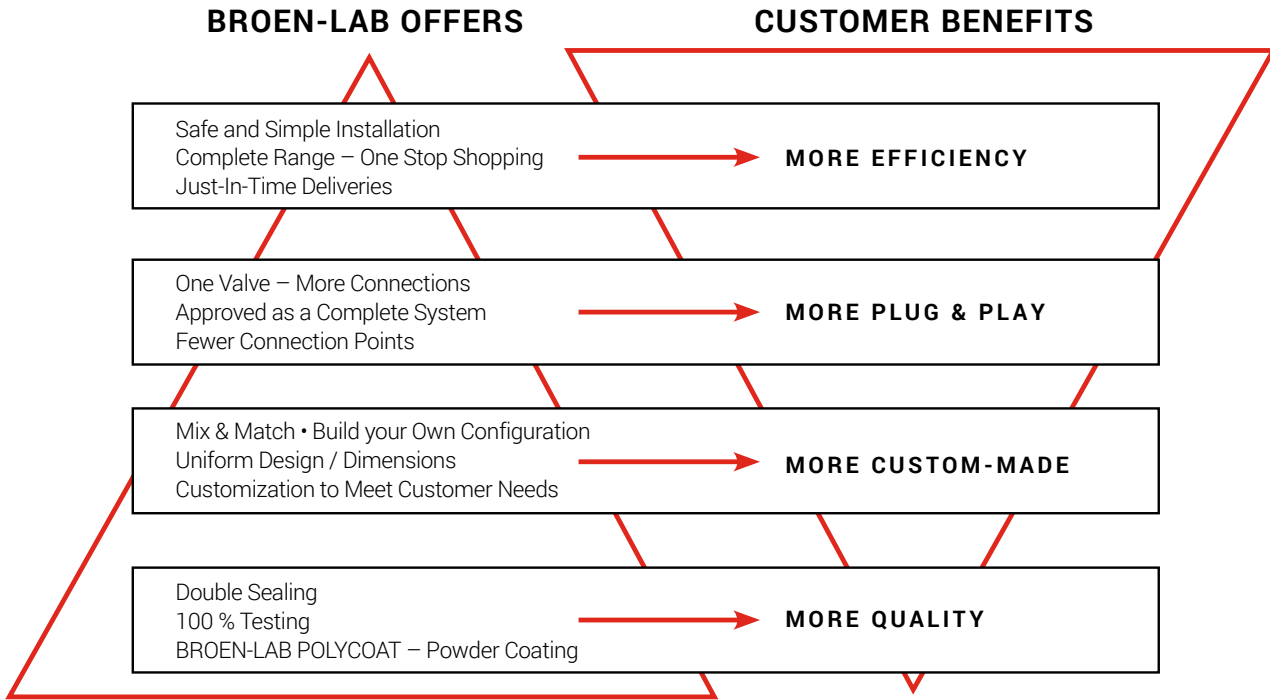 BROEN-LAB OFFERS
CUSTOMER BENEFITS
Safe and Simple Installation
Complete Range – One Stop Shopping
Just-In-Time Deliveries
MORE EFFICIENCY
One Valve – More Connections
Approved as a Complete System
Fewer Connection Points
MORE PLUG & PLAY
Mix & Match • Build your Own Configuration
Uniform Design / Dimensions
Customization to Meet Customer Needs
MORE CUSTOM-MADE
Double Sealing
100 % Testing
BROEN-LAB POLYCOAT – Powder Coating
MORE QUALITY